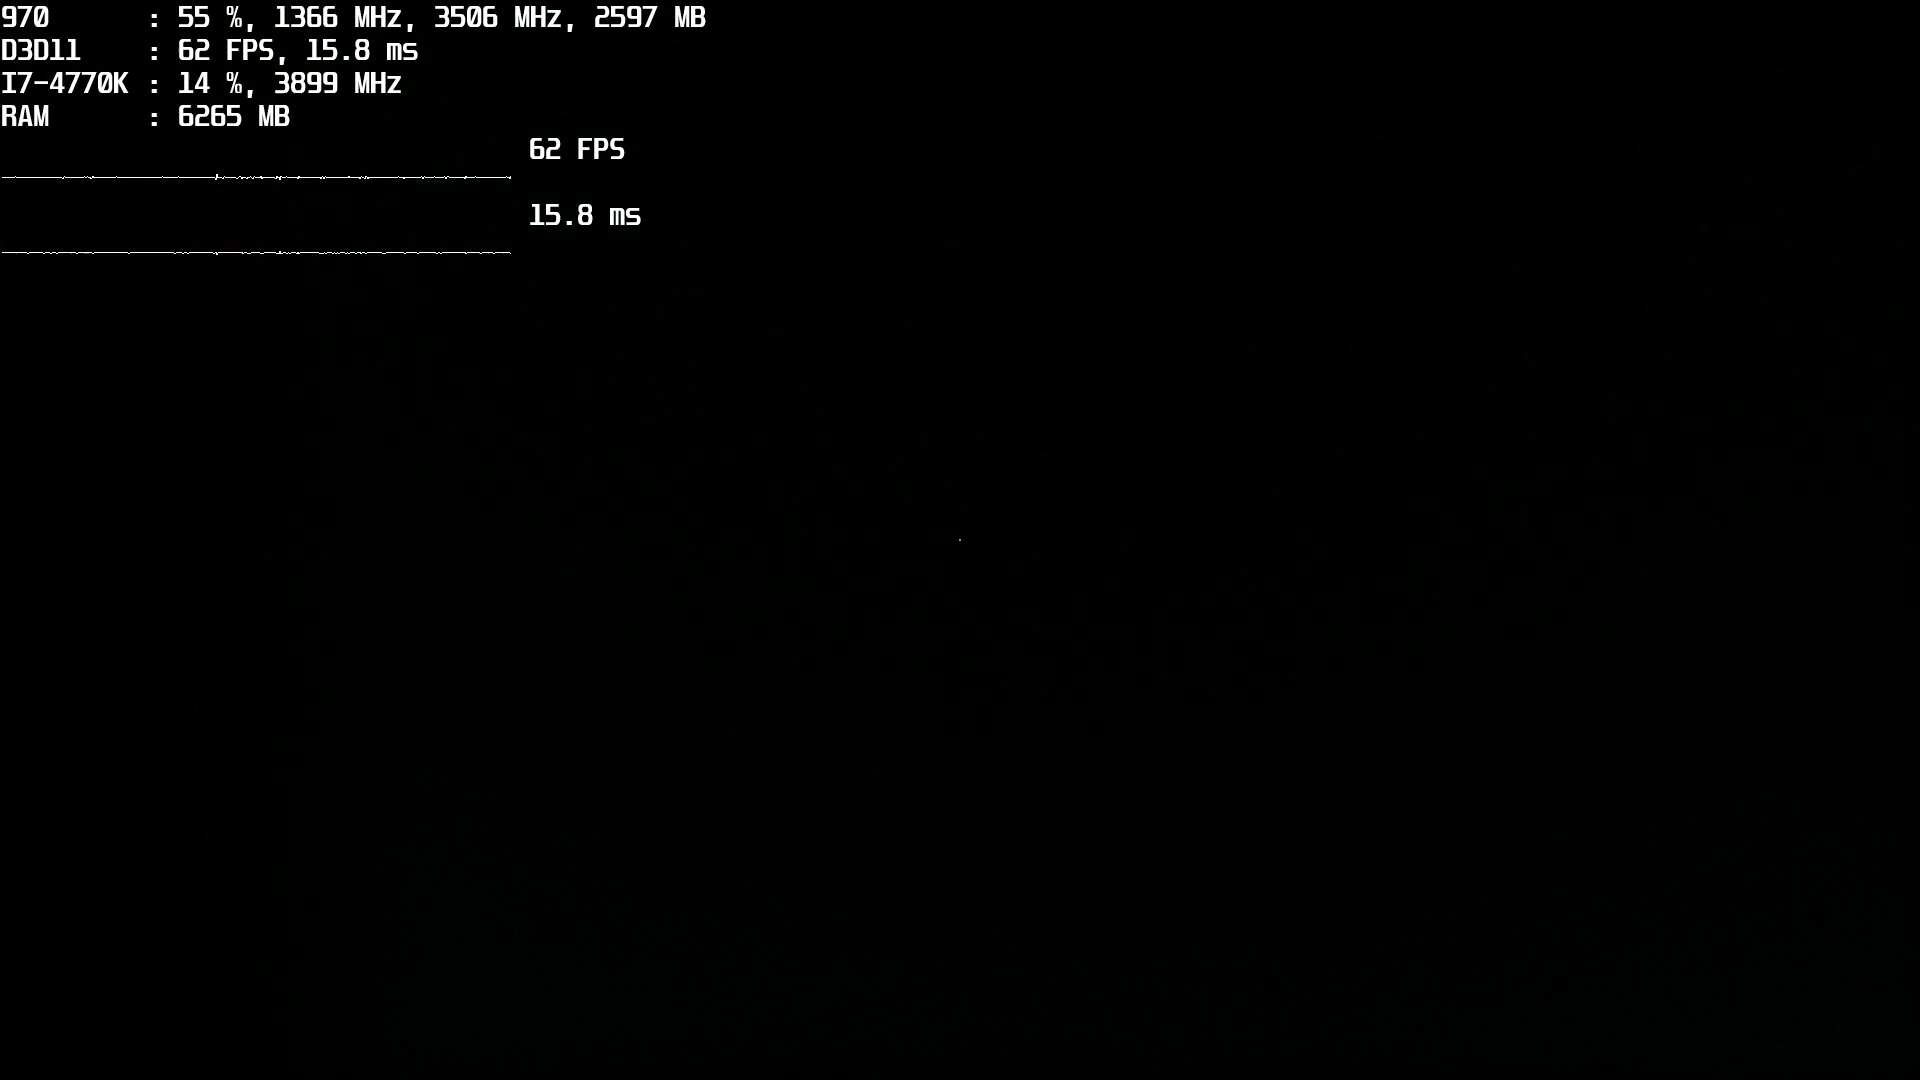 970 : 55 %, 1366 MHz, 3506 MHz, 2597 MB
D3D11 : 62 FPS, 15.8 ms
I7-4770K : 14 %, 3899 MHz
RAM : 6265 MB
62 FPS
15.8 ms